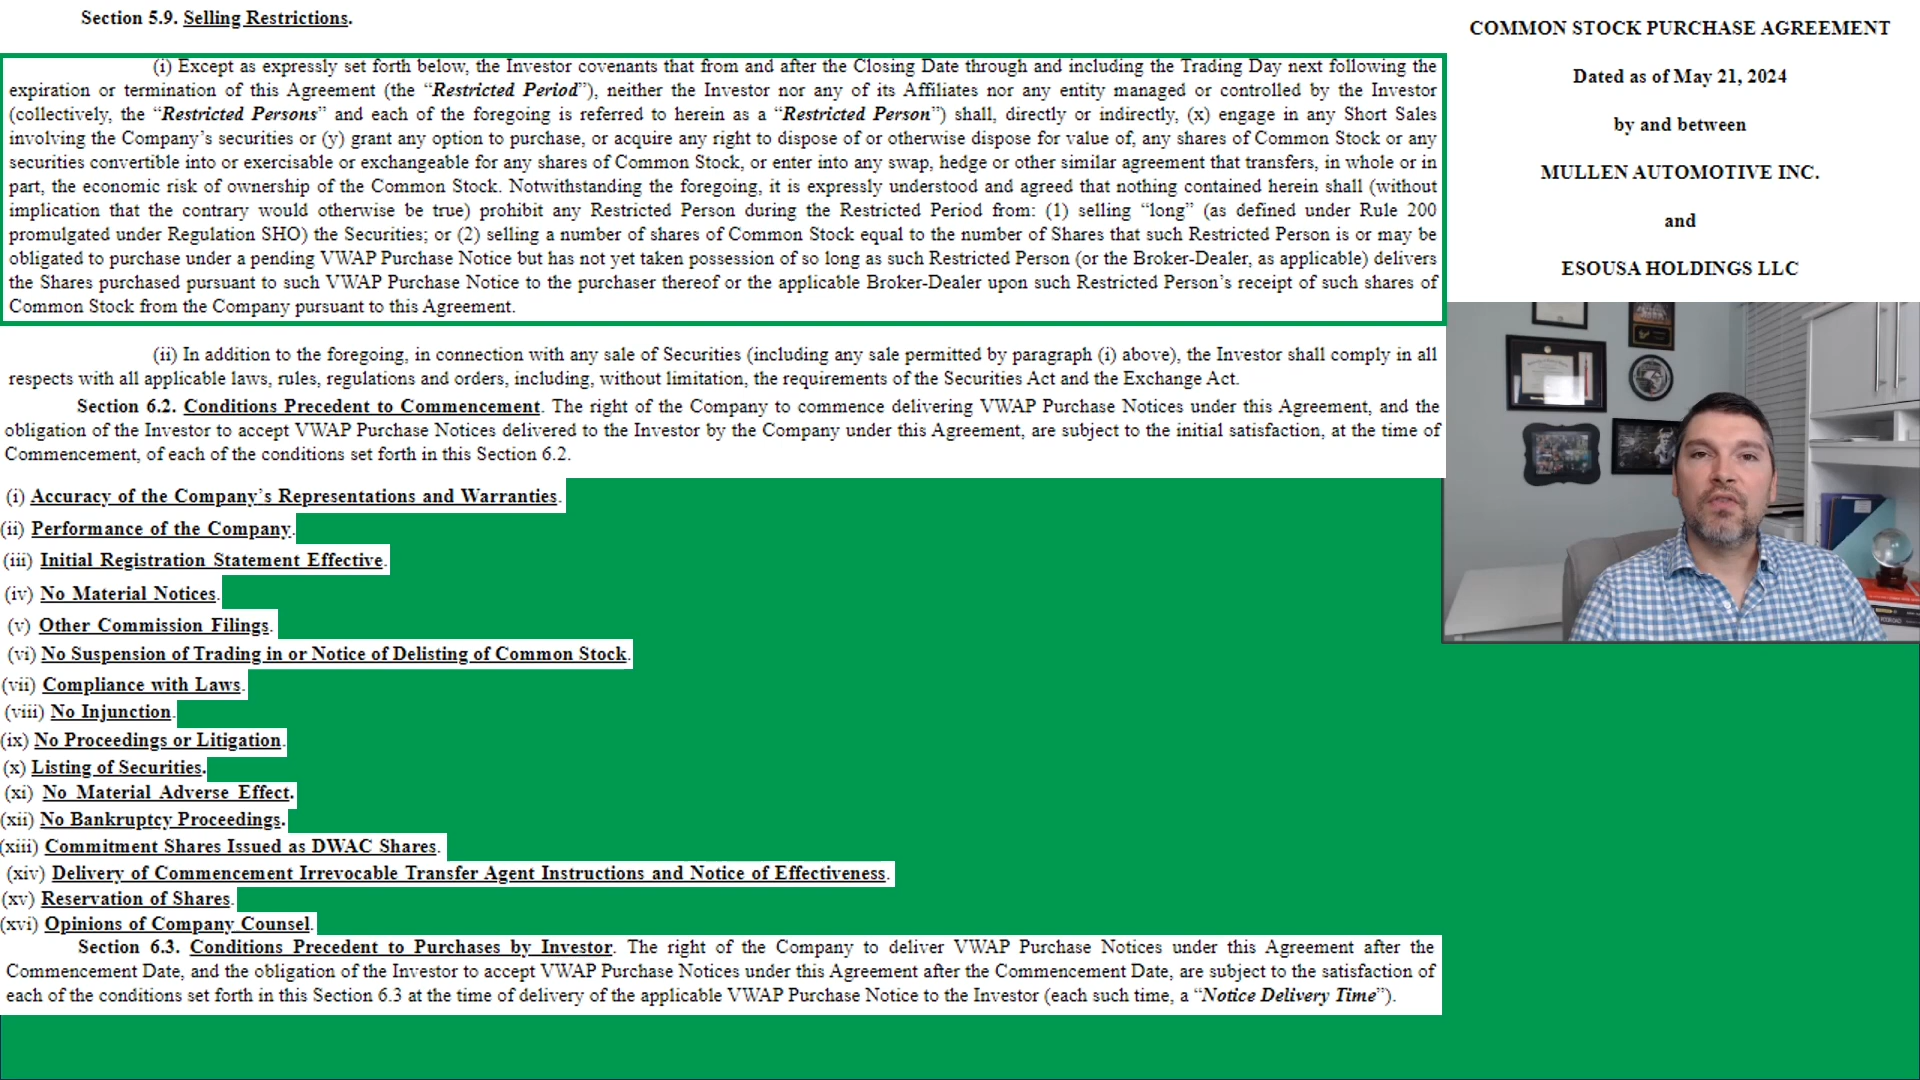 Section 5.9. Selling Restrictions.
(i) Except as expressly set forth below, the Investor covenants that from and after the Closing Date through and including the Trading Day next following the
expiration or termination of this Agreement (the “Restricted Period”), neither the Investor nor any of its Affiliates nor any entity managed or controlled by the Investor
(collectively, the “Restricted Persons” and each of the foregoing is referred to herein as a “Restricted Person”) shall, directly or indirectly, (x) engage in any Short Sales
involving the Company’s securities or (y) grant any option to purchase, or acquire any right to dispose of or otherwise dispose for value of, any shares of Common Stock or any
securities convertible into or exercisable or exchangeable for any shares of Common Stock, or enter into any swap, hedge or other similar agreement that transfers, in whole or in
part, the economic risk of ownership of the Common Stock. Notwithstanding the foregoing, it is expressly understood and agreed that nothing contained herein shall (without
implication that the contrary would otherwise be true) prohibit any Restricted Person during the Restricted Period from: (1) selling “long” (as defined under Rule 200
promulgated under Regulation SHO) the Securities; or (2) selling a number of shares of Common Stock equal to the number of Shares that such Restricted Person is or may be
obligated to purchase under a pending VWAP Purchase Notice but has not yet taken possession of so long as such Restricted Person (or the Broker-Dealer, as applicable) delivers
the Shares purchased pursuant to such VWAP Purchase Notice to the purchaser thereof or the applicable Broker-Dealer upon such Restricted Person’s receipt of such shares of
Common Stock from the Company pursuant to this Agreement.
(ii) In addition to the foregoing, in connection with any sale of Securities (including any sale permitted by paragraph (i) above), the Investor shall comply in all
respects with all applicable laws, rules, regulations and orders, including, without limitation, the requirements of the Securities Act and the Exchange Act.
Section 6.2. Conditions Precedent to Commencement. The right of the Company to commence delivering VWAP Purchase Notices under this Agreement, and the
obligation of the Investor to accept VWAP Purchase Notices delivered to the Investor by the Company under this Agreement, are subject to the initial satisfaction, at the time of
Commencement, of each of the conditions set forth in this Section 6.2.
(i) Accuracy of the Company’s Representations and Warranties.
(ii) Performance of the Company.
(iii) Initial Registration Statement Effective.
(iv) No Material Notices.
(v) Other Commission Filings.
(vi) No Suspension of Trading in or Notice of Delisting of Common Stock.
(vii) Compliance with Laws.
(viii) No Injunction.
(ix) No Proceedings or Litigation.
(x) Listing of Securities.
(xi) No Material Adverse Effect.
(xii) No Bankruptcy Proceedings.
(xiii) Commitment Shares Issued as DWAC Shares.
(xiv) Delivery of Commencement Irrevocable Transfer Agent Instructions and Notice of Effectiveness.
(xv) Reservation of Shares.
(xvi) Opinions of Company Counsel.
Section 6.3. Conditions Precedent to Purchases by Investor. The right of the Company to deliver VWAP Purchase Notices under this Agreement after the
Commencement Date, and the obligation of the Investor to accept VWAP Purchase Notices under this Agreement after the Commencement Date, are subject to the satisfaction of
each of the conditions set forth in this Section 6.3 at the time of delivery of the applicable VWAP Purchase Notice to the Investor (each such time, a “Notice Delivery Time”).
COMMON STOCK PURCHASE AGREEMENT
Dated as of May 21, 2024
by and between
MULLEN AUTOMOTIVE INC.
and
ESOUSA HOLDINGS LLC